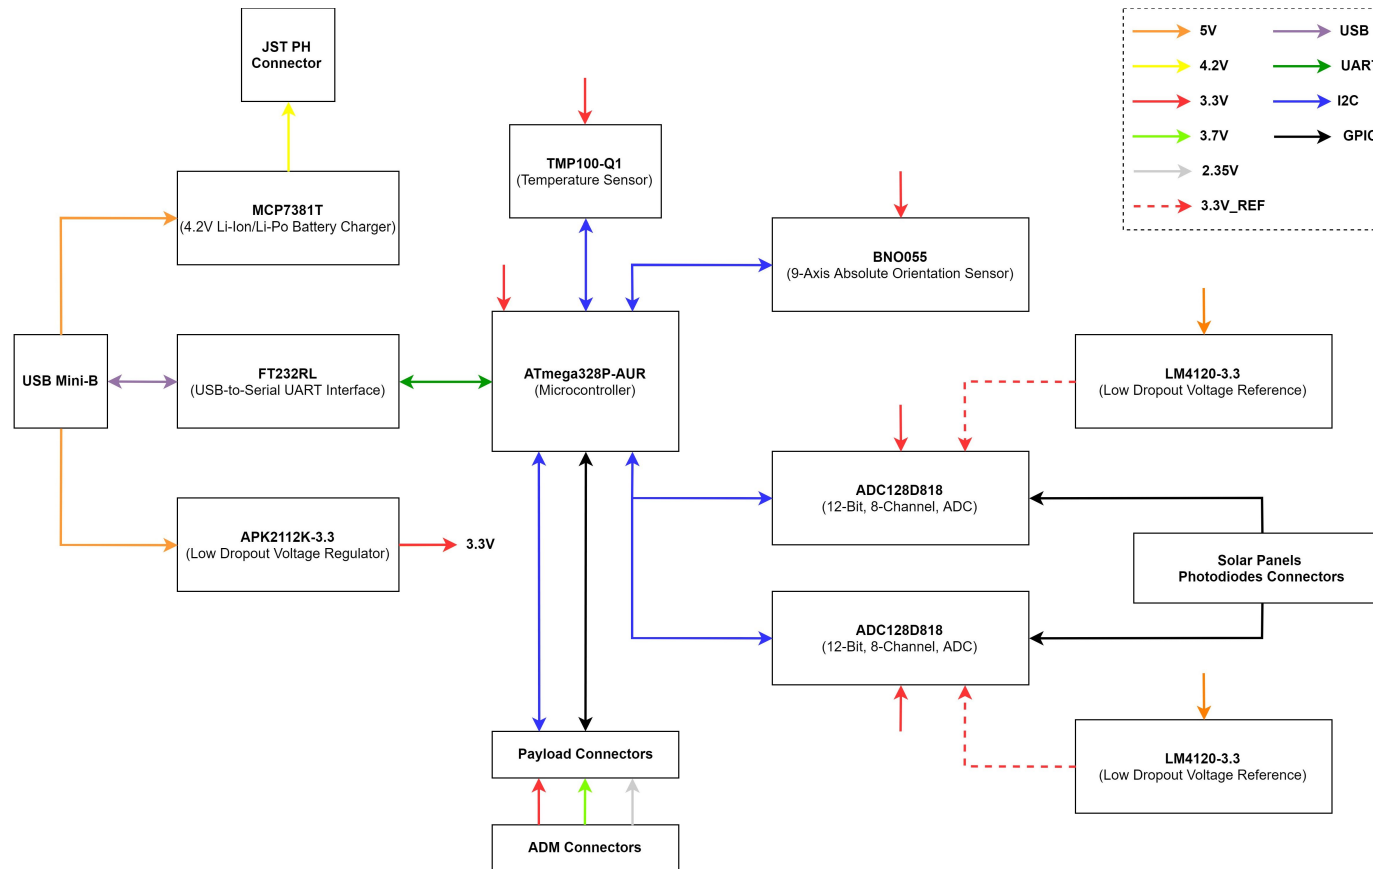 JST PH
Connector
5V
USB
4.2V
UART
3.3V
I2C
3.7V
GPIO
2.35V
3.3V_REF
TMP100-Q1
(Temperature Sensor)
MCP7381T
(4.2V Li-Ion/Li-Po Battery Charger)
BNO055
(9-Axis Absolute Orientation Sensor)
USB Mini-B
FT232RL
(USB-to-Serial UART Interface)
ATmega328P-AUR
(Microcontroller)
LM4120-3.3
(Low Dropout Voltage Reference)
ADC128D818
(12-Bit, 8-Channel, ADC)
APK2112K-3.3
(Low Dropout Voltage Regulator)
3.3V
Solar Panels
Photodiodes Connectors
ADC128D818
(12-Bit, 8-Channel, ADC)
Payload Connectors
LM4120-3.3
(Low Dropout Voltage Reference)
ADM Connectors